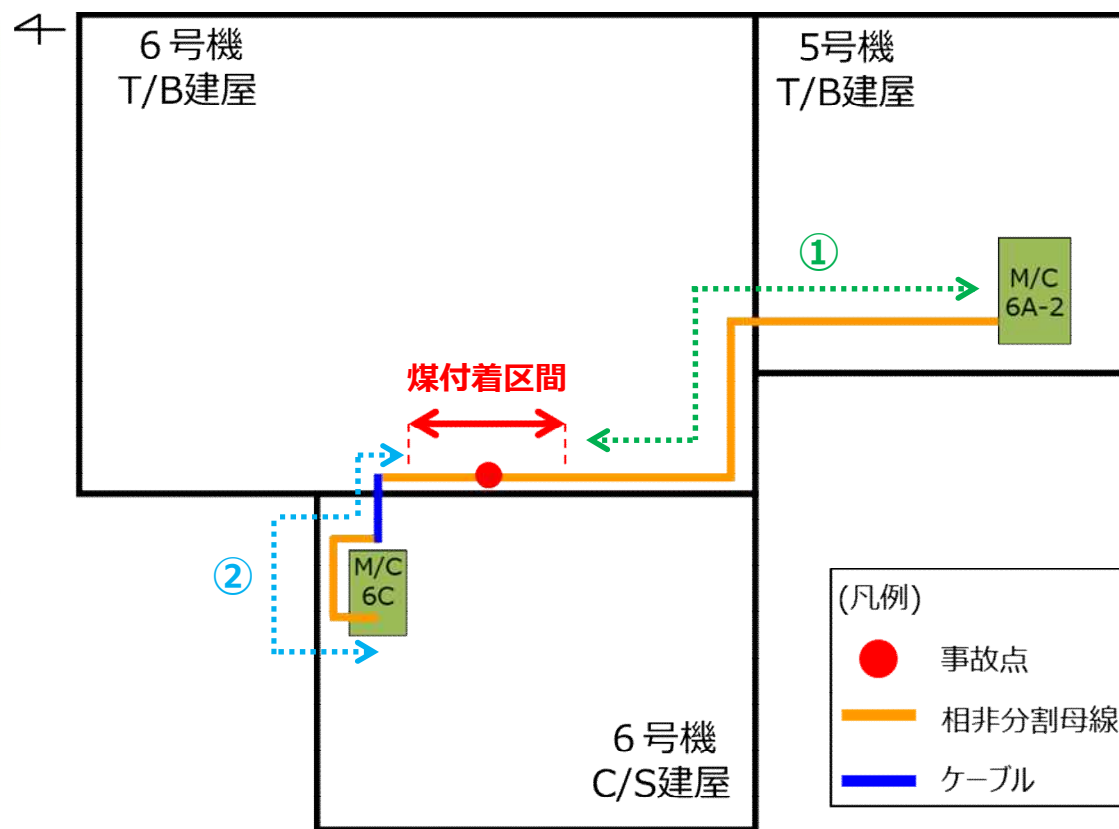 6号機
T/B建屋
5号機
T/B建屋
①
M/C
6A-2
煤付着区間
②
M/C
6C
6号機
C/S建屋
(凡例)
事故点
相非分割母線
ケーブル